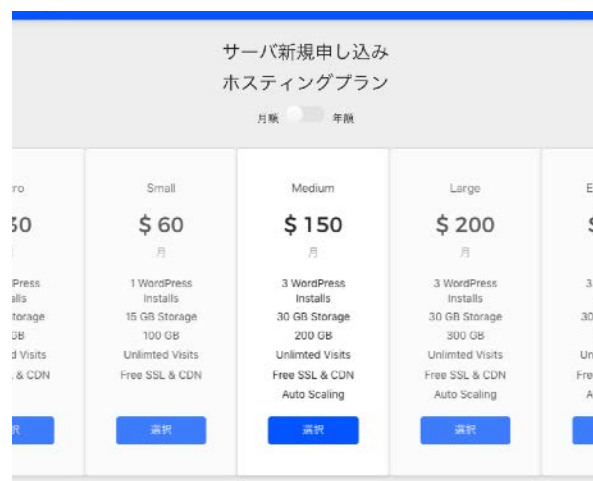 サーバ新規申し込み
ホスティングプラン
月額 年額
Small
$ 60
月
1 WordPress
Installs
15 GB Storage
100 GB
Unlimted Visits
Free SSL & CDN
選択
Medium
$ 150
月
3 WordPress
Installs
30 GB Storage
200 GB
Unlimted Visits
Free SSL & CDN
Auto Scaling
選択
Large
$ 200
月
3 WordPress
Installs
30 GB Storage
300 GB
Unlimted Visits
Free SSL & CDN
Auto Scaling
選択